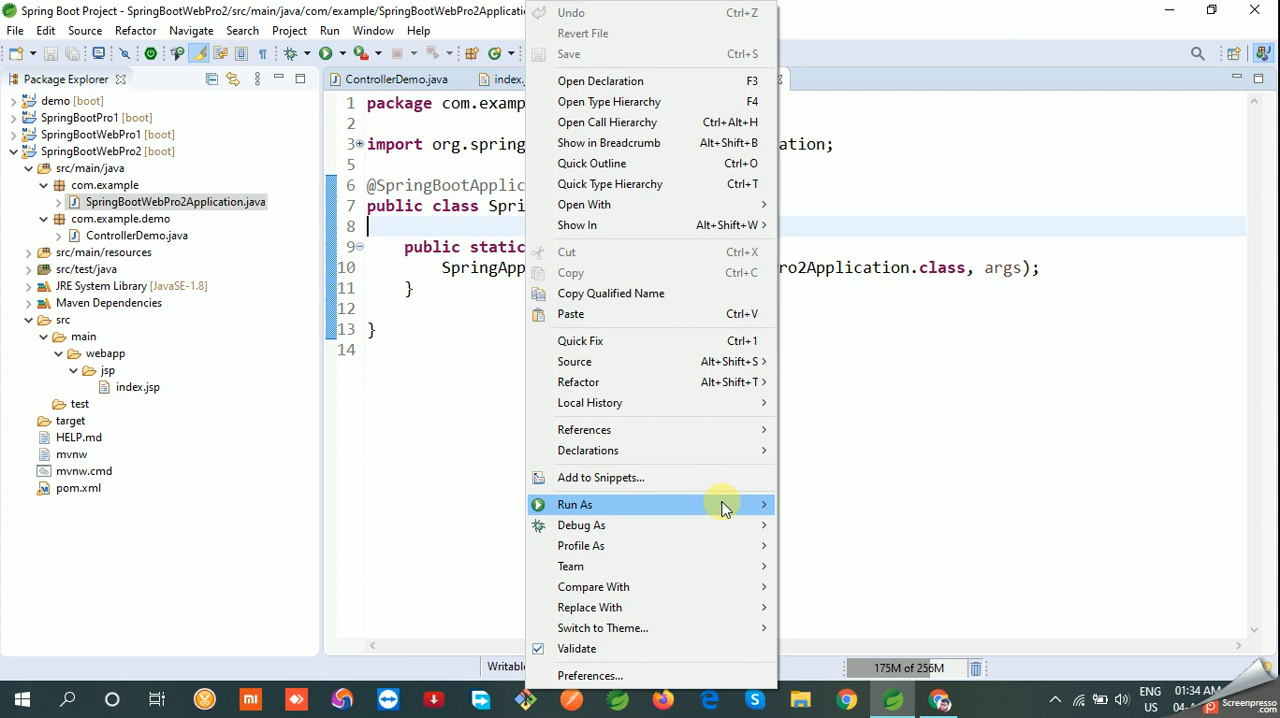 Spring Boot Project - SpringBootWebPro2/src/main/java/com/example/SpringBootWebPro2Applicatio
File Edit Source Refactor Navigate Search Project Run Window Help
Package Explorer
demo [boot]
SpringBootPro1 [boot]
SpringBootWebPro1 [boot]
SpringBootWebPro2 [boot]
src/main/java
com.example
SpringBootWebPro2Application.java
com.example.demo
ControllerDemo.java
src/main/resources
src/test/java
JRE System Library [JavaSE-1.8]
Maven Dependencies
src
main
webapp
jsp
index.jsp
test
target
HELP.md
mvnw
mvnw.cmd
pom.xml
ControllerDemo.java index.
1 package com.examp
2
3 import org.spring ation;
5
6 @SpringBootApplic
7 public class Spri
8
9 public static
10 SpringApp ro2Application.class, args);
11 }
12
13 }
14
Undo Ctrl+Z
Revert File
Save Ctrl+S
Open Declaration F3
Open Type Hierarchy F4
Open Call Hierarchy Ctrl+Alt+H
Show in Breadcrumb Alt+Shift+B
Quick Outline Ctrl+O
Quick Type Hierarchy Ctrl+T
Open With
Show In Alt+Shift+W
Cut Ctrl+X
Copy Ctrl+C
Copy Qualified Name
Paste Ctrl+V
Quick Fix Ctrl+1
Source Alt+Shift+S
Refactor Alt+Shift+T
Local History
References
Declarations
Add to Snippets...
Run As
Debug As
Profile As
Team
Compare With
Replace With
Switch to Theme...
Validate
Preferences...
Writable
175M of 256M
ENG
US
01:34 AM
04-
Screenpresso
.com